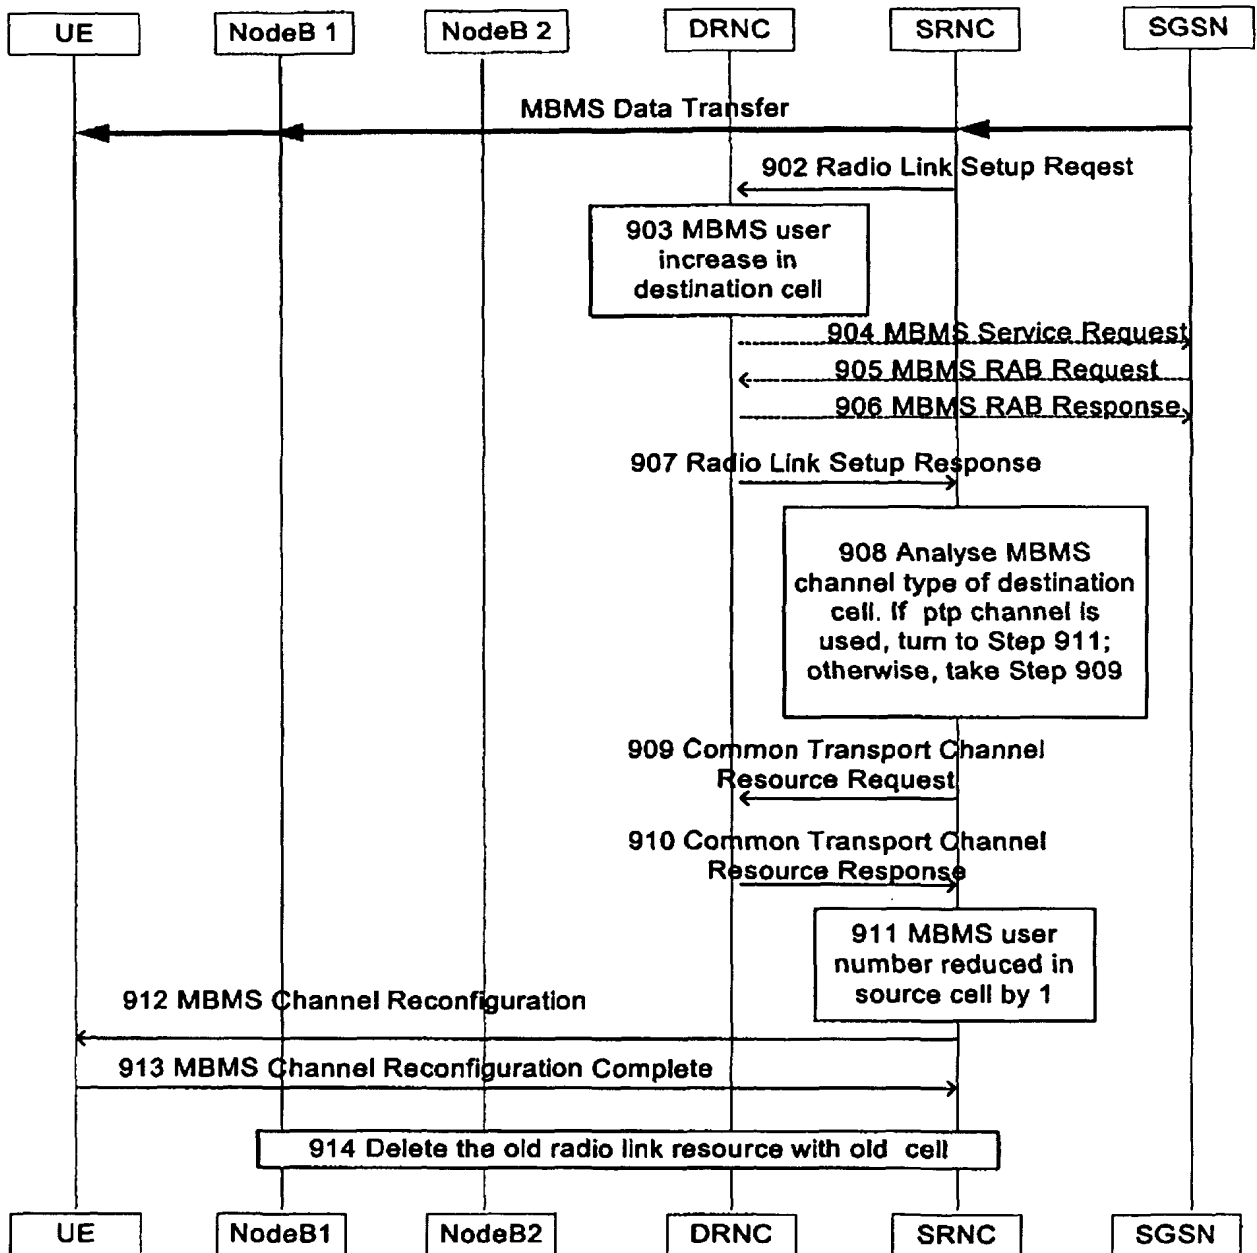 UE NodeB 1 NodeB 2 DRNC SRNC SGSN
MBMS Data Transfer
902 Radio Link Setup Reqest
903 MBMS user
increase in
destination cell
904 MBMS Service Request
905 MBMS RAB Request
906 MBMS RAB Response
907 Radio Link Setup Response
908 Analyse MBMS
channel type of destination
cell. If ptp channel is
used, turn to Step 911;
otherwise, take Step 909
909 Common Transport Channel
Resource Request
910 Common Transport Channel
Resource Response
911 MBMS user
number reduced in
source cell by 1
912 MBMS Channel Reconfiguration
913 MBMS Channel Reconfiguration Complete
914 Delete the old radio link resource with old cell
UE NodeB1 NodeB2 DRNC SRNC SGSN